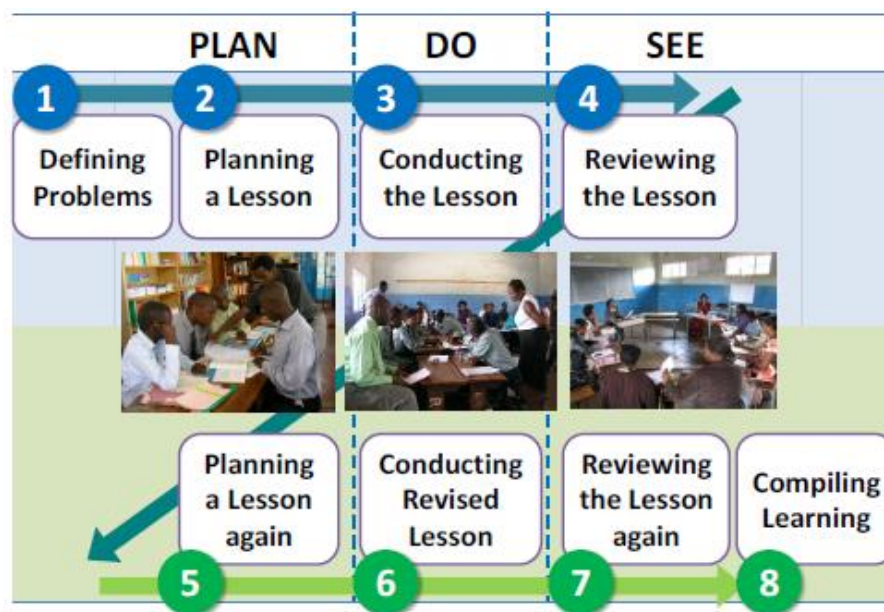 PLAN DO SEE
1 2 3 4
Defining
Problems
Planning
a Lesson
Conducting
the Lesson
Reviewing
the Lesson
Planning
a Lesson
again
Conducting
Revised
Lesson
Reviewing
the Lesson
again
Compiling
Learning
5 6 7 8